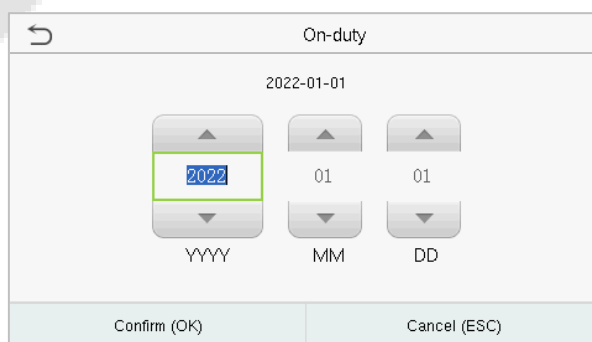 On-duty
2022-01-01
2022 01 01
YYYY MM DD
Confirm (OK) Cancel (ESC)